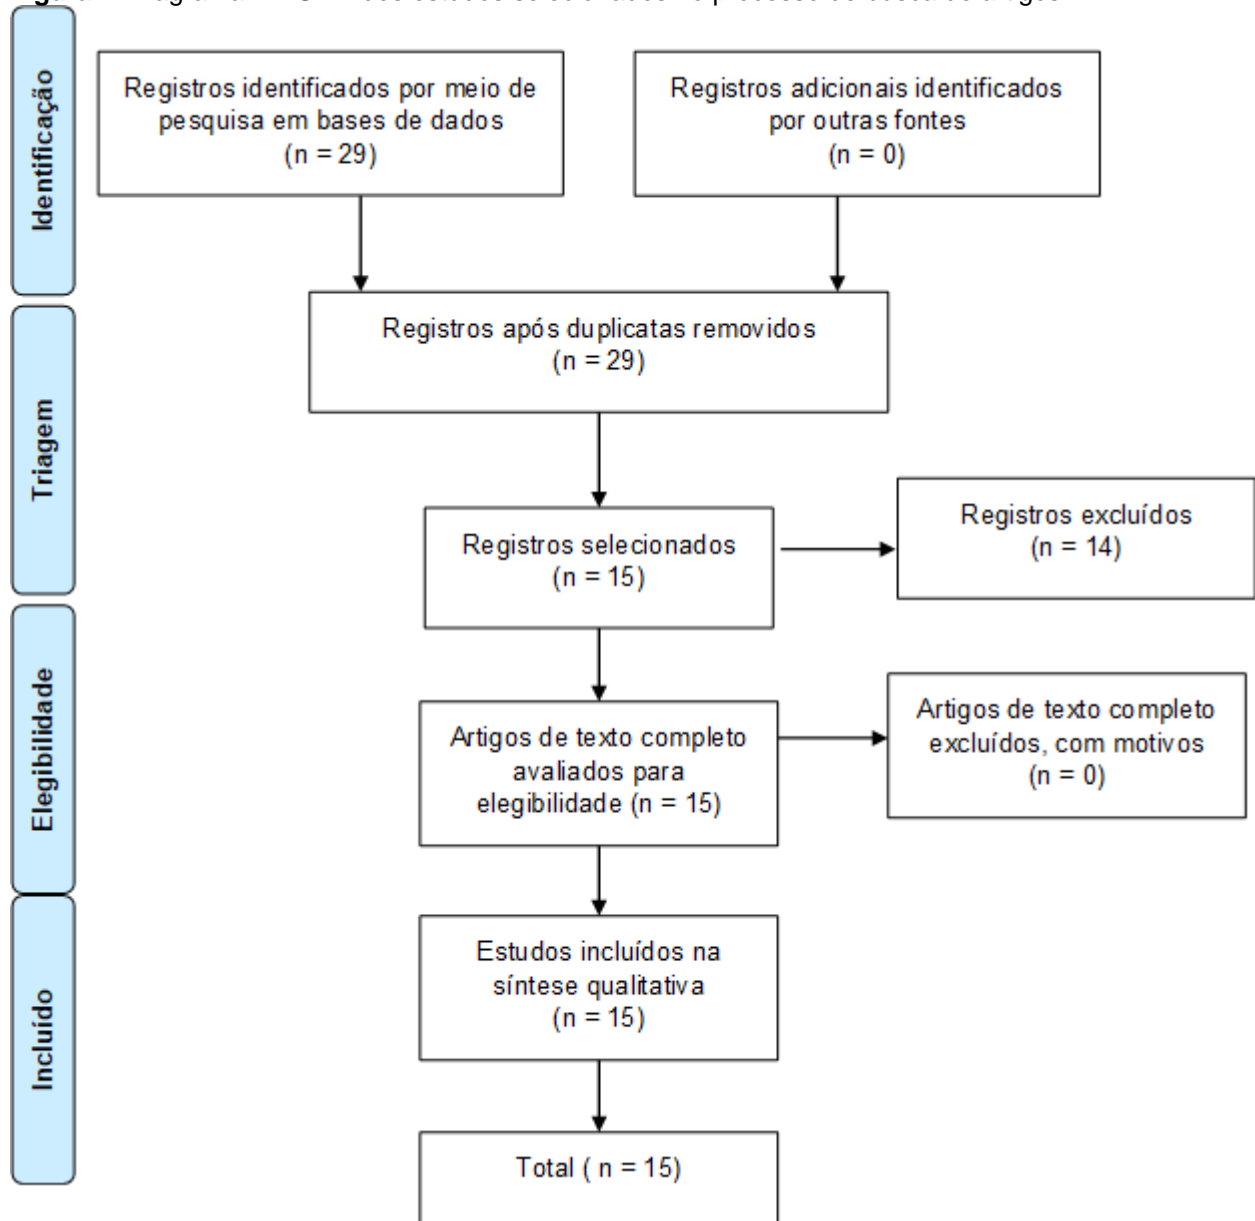 Identificação
Registros identificados por meio de
pesquisa em bases de dados
(n = 29)
Registros adicionais identificados
por outras fontes
(n = 0)
Registros após duplicatas removidos
(n = 29)
Triagem
Registros selecionados
(n = 15)
Registros excluídos
(n = 14)
Elegibilidade
Artigos de texto completo
avaliados para
elegibilidade (n = 15)
Artigos de texto completo
excluídos, com motivos
(n = 0)
Incluído
Estudos incluídos na
síntese qualitativa
(n = 15)
Total ( n = 15)